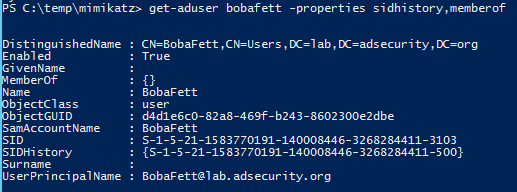 PS C:\temp\mimikatz> get-aduser bobafett -properties sidhistory,memberof
DistinguishedName : CN=BobaFett,CN=Users,DC=lab,DC=adsecurity,DC=org
Enabled : True
GivenName :
MemberOf : {}
Name : BobaFett
ObjectClass : user
ObjectGUID : d4d1e6c0-82a8-469f-b243-8602300e2dbe
SamAccountName : BobaFett
SID : S-1-5-21-1583770191-140008446-3268284411-3103
SIDHistory : {S-1-5-21-1583770191-140008446-3268284411-500}
Surname :
UserPrincipalName : BobaFett@lab.adsecurity.org